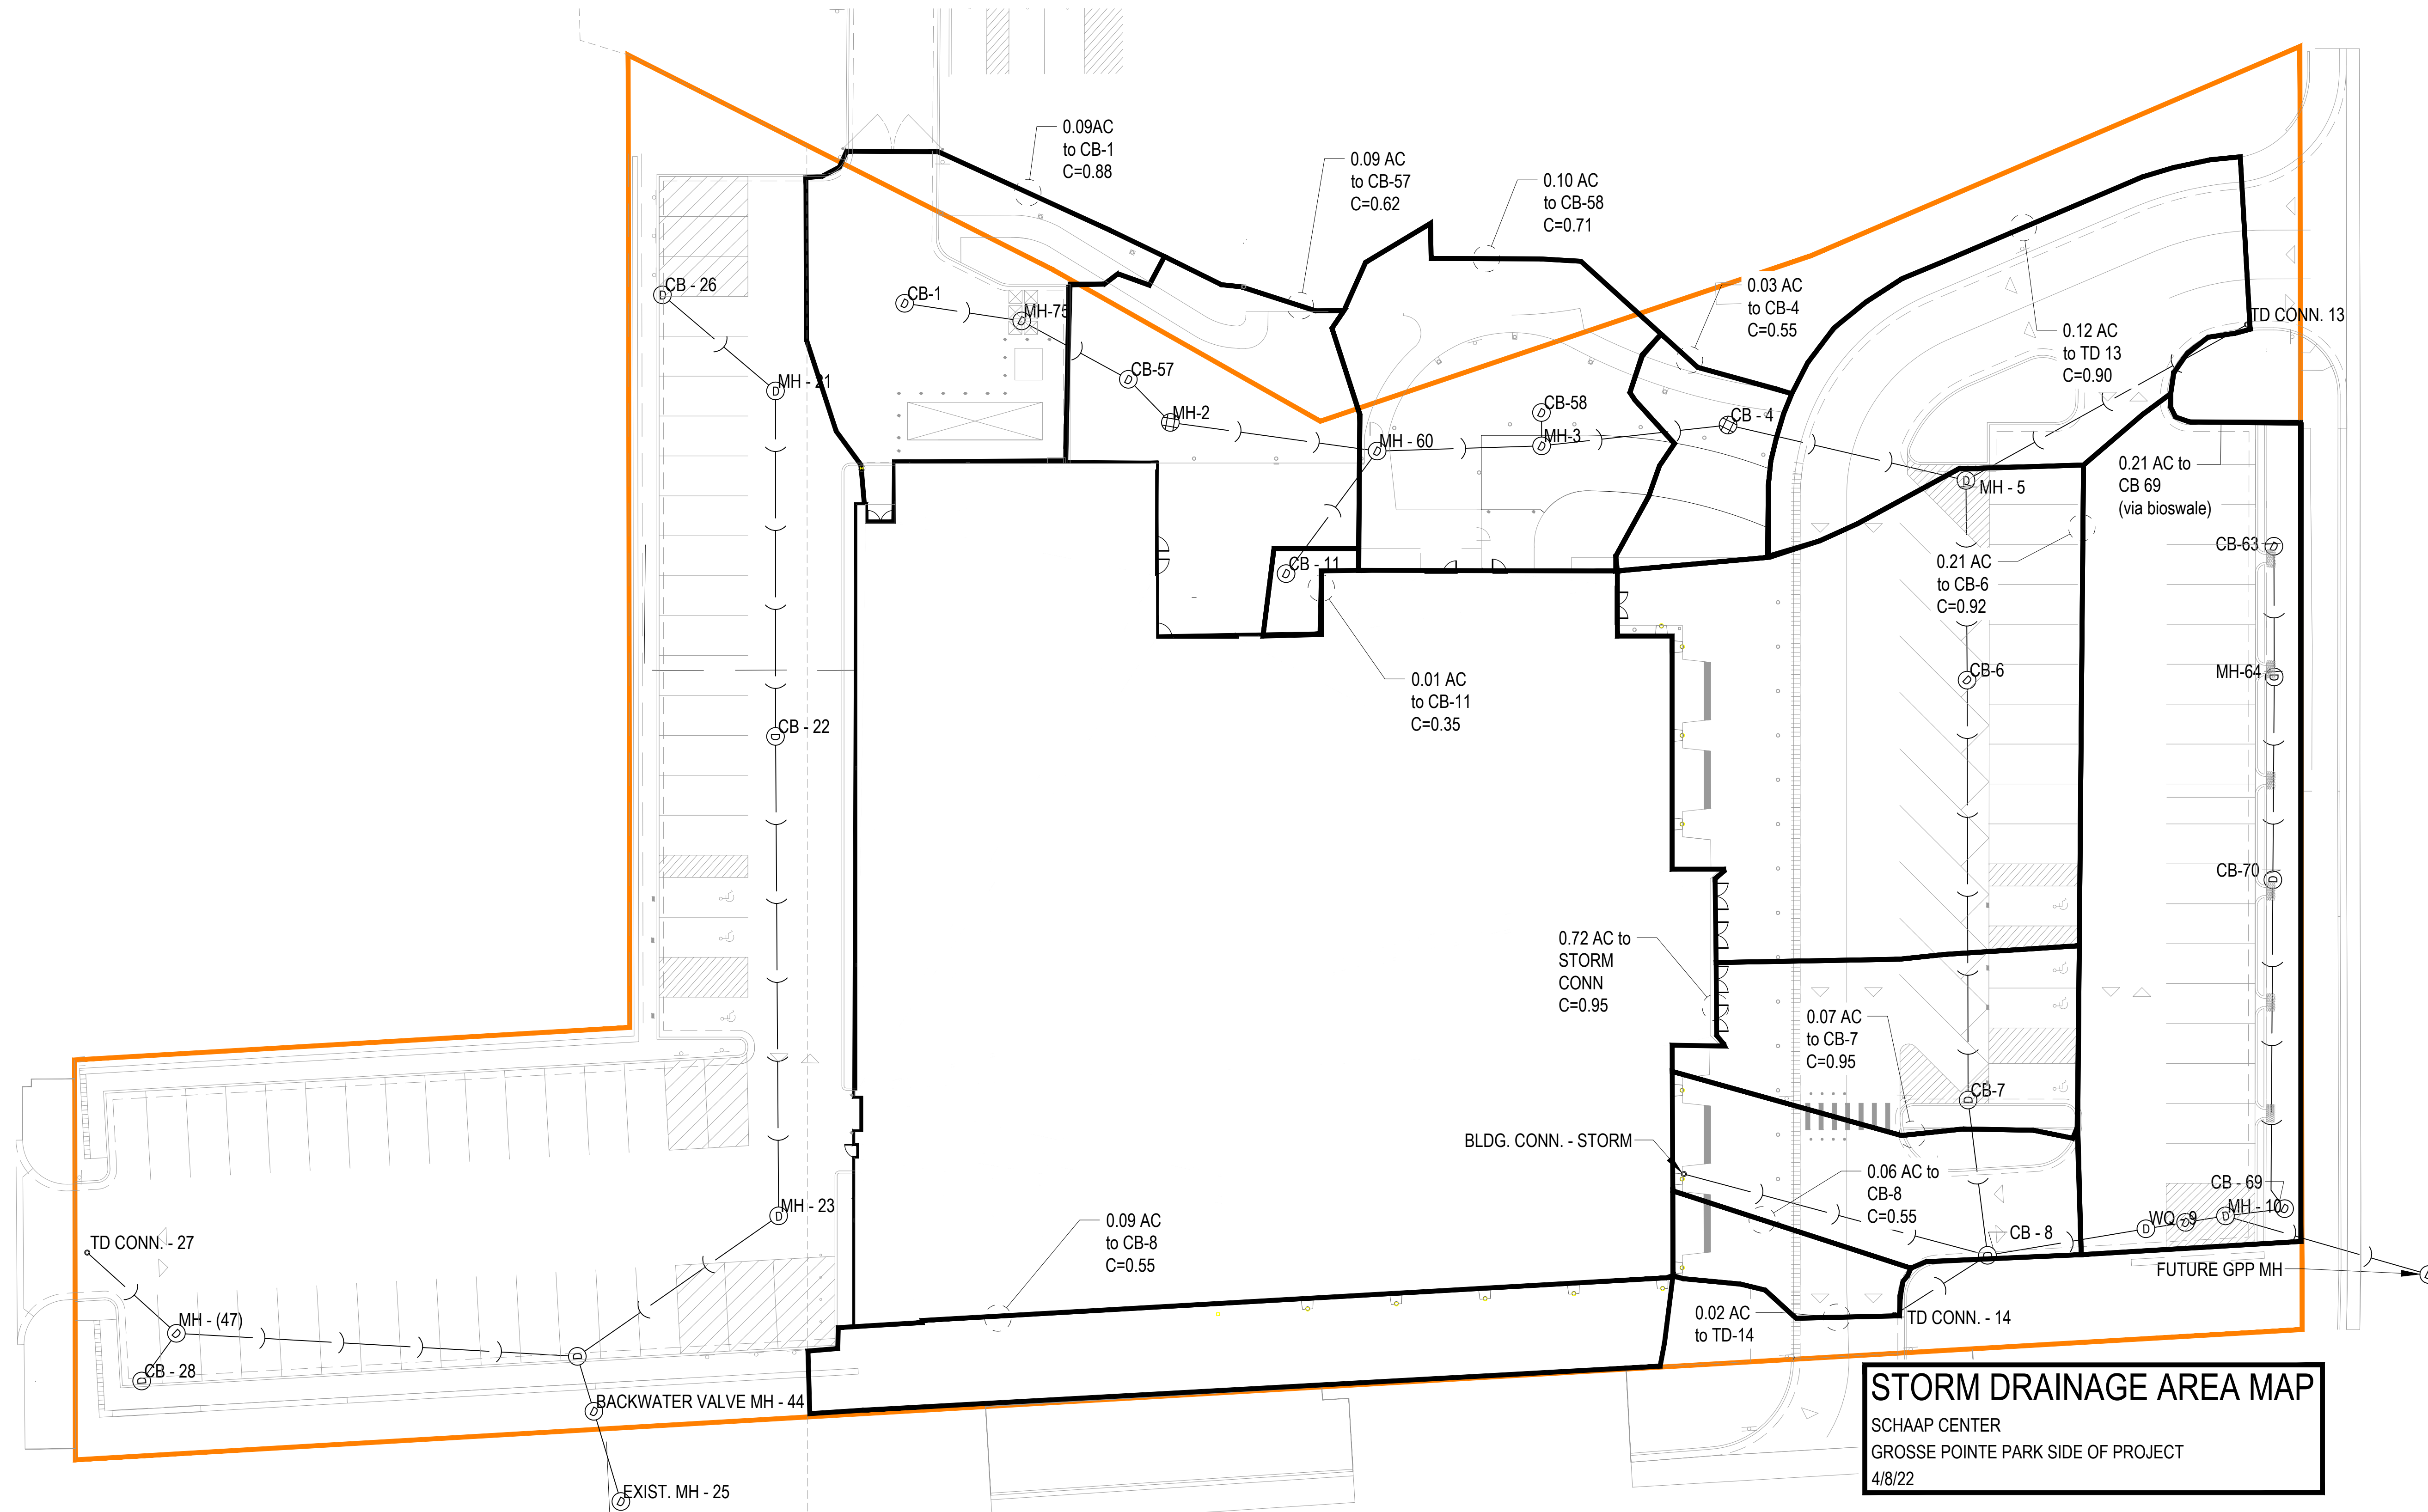 0.09AC
to CB-1
C=0.88
0.09 AC
to CB-57
C=0.62
0.10 AC
to CB-58
C=0.71
0.03 AC
to CB-4
C=0.55
0.12 AC
to TD 13
C=0.90
TD CONN. 13
CB - 26
CB-1
MH-75
MH - 21
CB-57
MH-2
CB-58
MH - 60
MH-3
CB - 4
MH - 5
0.21 AC to
CB 69
(via bioswale)
CB-63
CB - 11
0.21 AC
to CB-6
C=0.92
MH-64
CB-6
0.01 AC
to CB-11
C=0.35
CB - 22
CB-70
0.72 AC to
STORM
CONN
C=0.95
0.07 AC
to CB-7
C=0.95
CB-7
BLDG. CONN. - STORM
0.06 AC to
CB-8
C=0.55
CB - 69
MH - 10
WQ - 9
CB - 8
MH - 23
0.09 AC
to CB-8
C=0.55
TD CONN. - 27
FUTURE GPP MH
MH - (47)
0.02 AC
to TD-14
TD CONN. - 14
CB - 28
BACKWATER VALVE MH - 44
EXIST. MH - 25
STORM DRAINAGE AREA MAP
SCHAAP CENTER
GROSSE POINTE PARK SIDE OF PROJECT
4/8/22